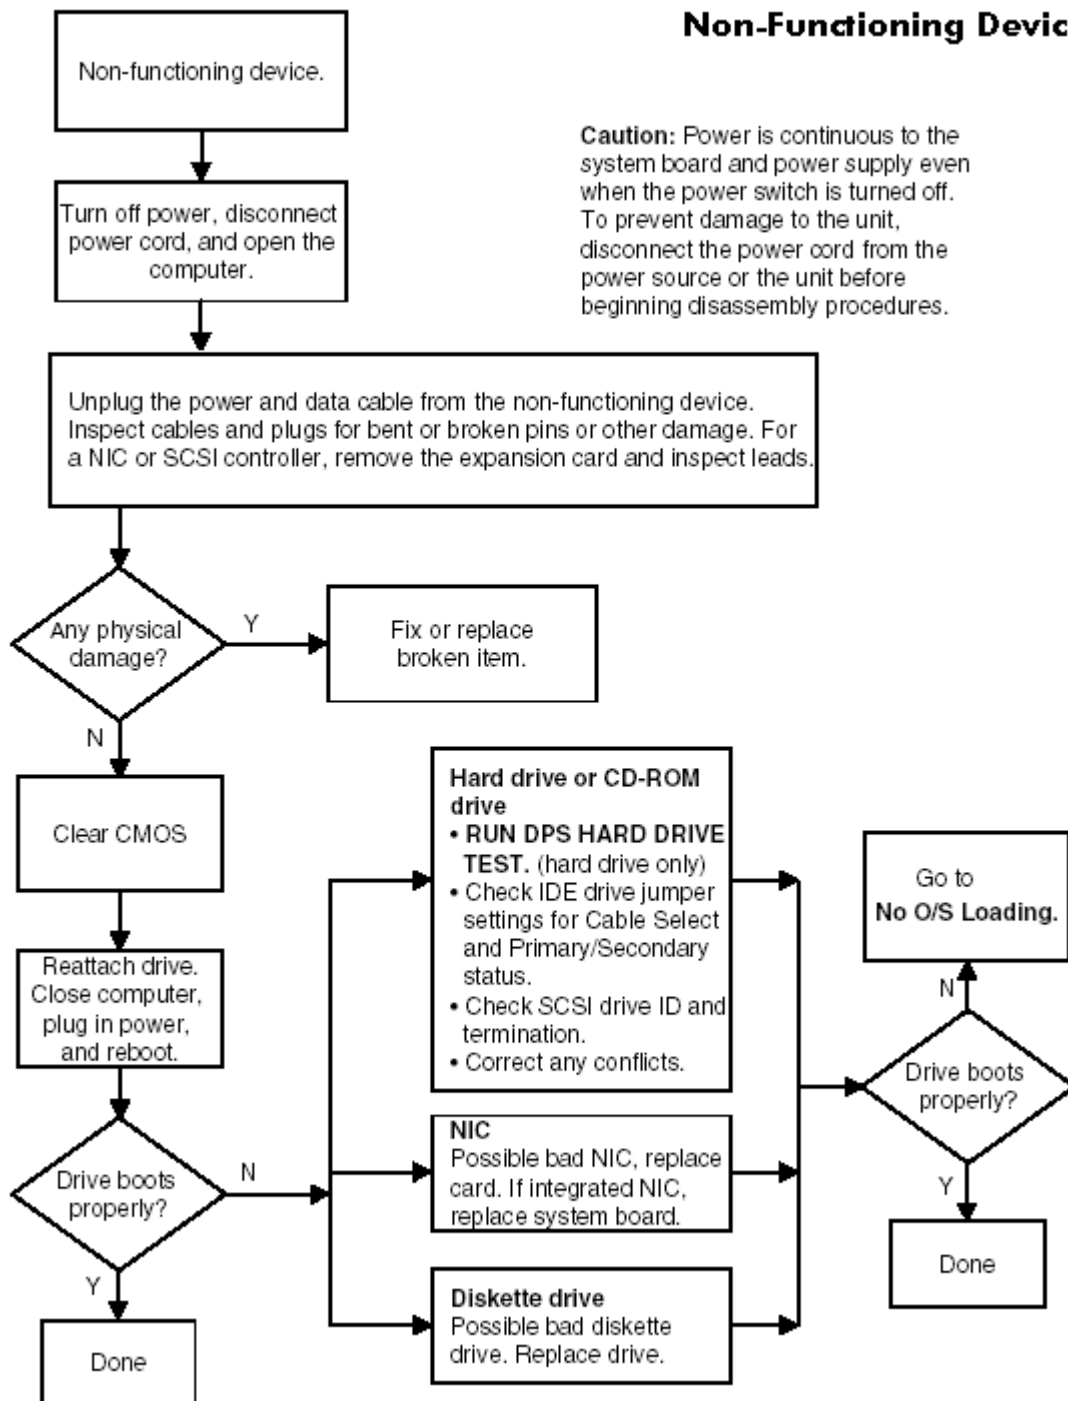 Non-Functioning Devic
Non-functioning device.
Caution: Power is continuous to the
system board and power supply even
when the power switch is turned off.
To prevent damage to the unit,
disconnect the power cord from the
power source or the unit before
beginning disassembly procedures.
Turn off power, disconnect
power cord, and open the
computer.
Unplug the power and data cable from the non-functioning device.
Inspect cables and plugs for bent or broken pins or other damage. For
a NIC or SCSI controller, remove the expansion card and inspect leads.
Any physical
damage?
Y
Fix or replace
broken item.
N
Clear CMOS
Reattach drive.
Close computer,
plug in power,
and reboot.
Drive boots
properly?
N
Y
Done
Hard drive or CD-ROM
drive
• RUN DPS HARD DRIVE
TEST. (hard drive only)
• Check IDE drive jumper
settings for Cable Select
and Primary/Secondary
status.
• Check SCSI drive ID and
termination.
• Correct any conflicts.
NIC
Possible bad NIC, replace
card. If integrated NIC,
replace system board.
Diskette drive
Possible bad diskette
drive. Replace drive.
Go to
No O/S Loading.
N
Drive boots
properly?
Y
Done